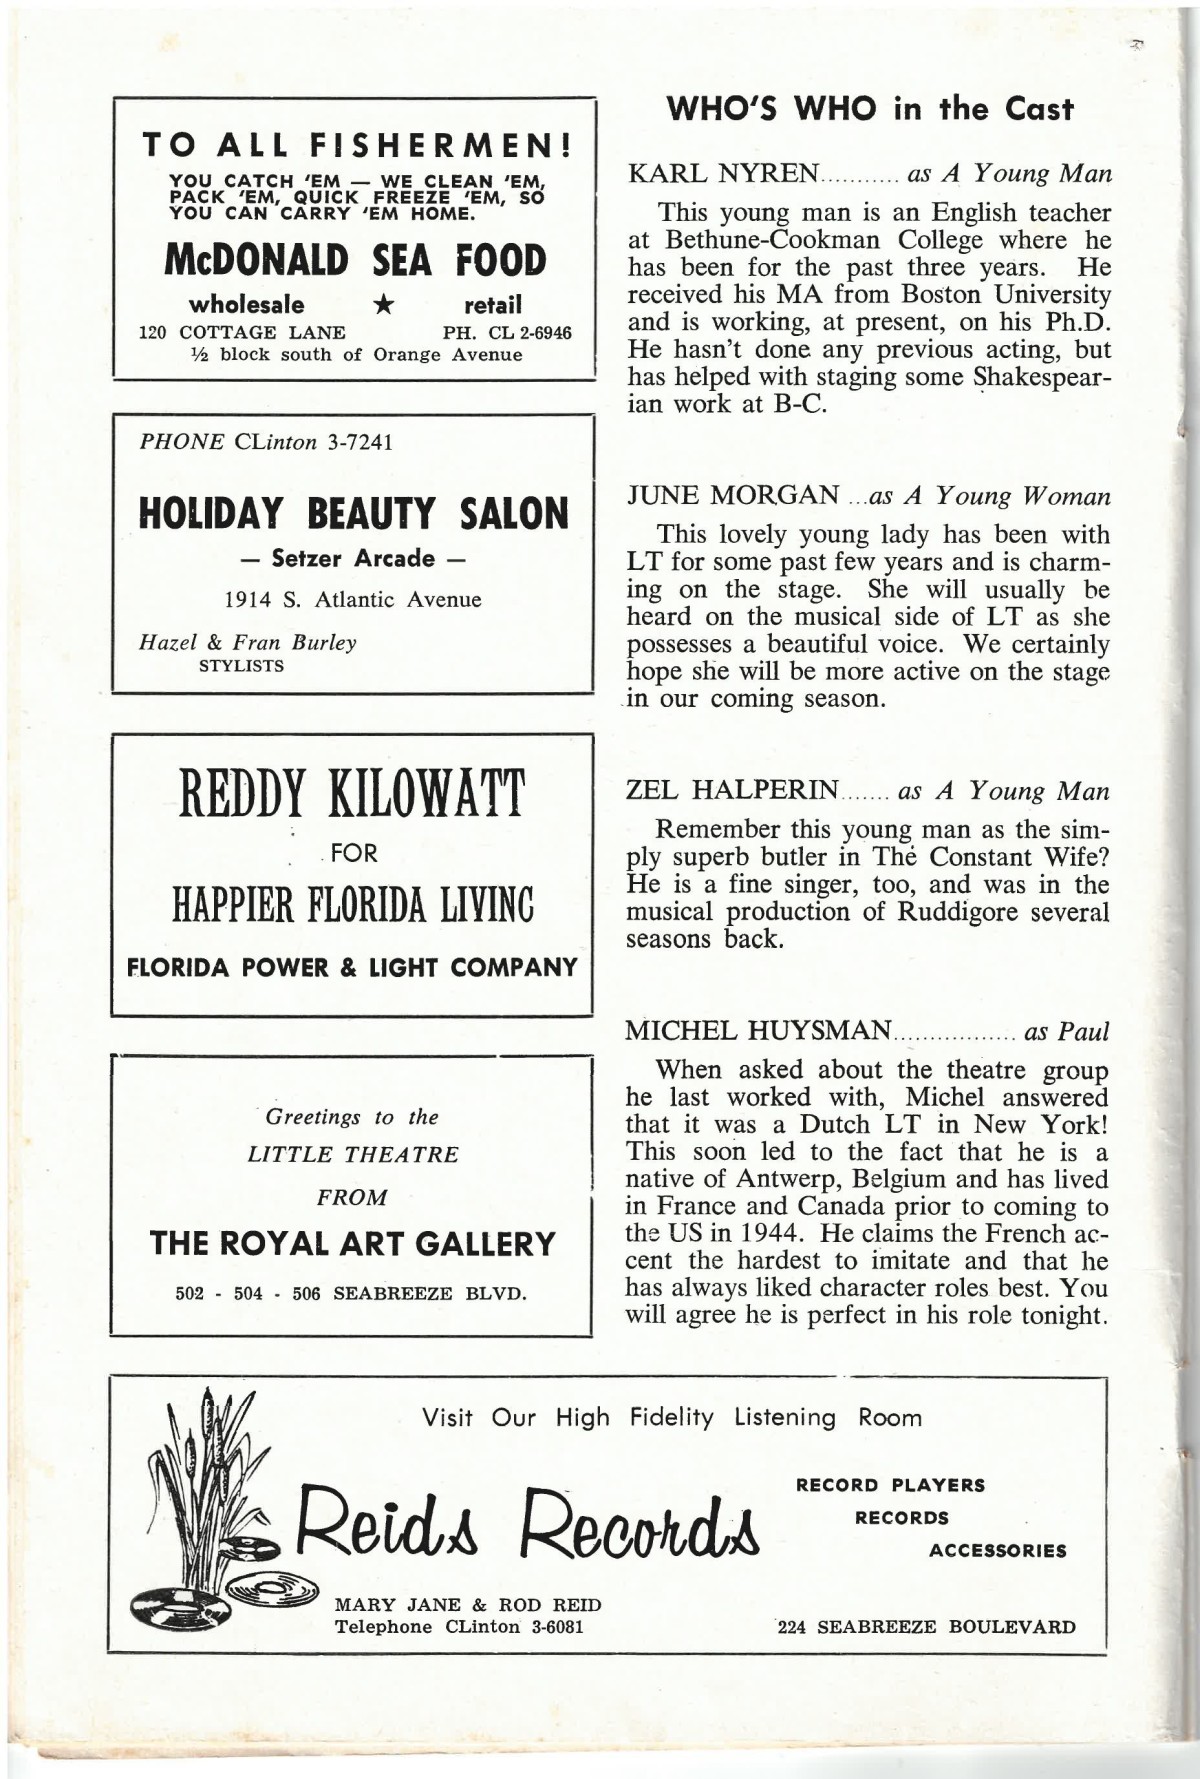 TO ALL FISHERMEN!
YOU CATCH 'EM — WE CLEAN 'EM,
PACK 'EM, QUICK FREEZE 'EM, SO
YOU CAN CARRY 'EM HOME.
McDONALD SEA FOOD
wholesale ★ retail
120 COTTAGE LANE PH. CL 2-6946
½ block south of Orange Avenue
PHONE CLinton 3-7241
HOLIDAY BEAUTY SALON
— Setzer Arcade —
1914 S. Atlantic Avenue
Hazel & Fran Burley
STYLISTS
REDDY KILOWATT
FOR
HAPPIER FLORIDA LIVING
FLORIDA POWER & LIGHT COMPANY
Greetings to the
LITTLE THEATRE
FROM
THE ROYAL ART GALLERY
502 - 504 - 506 SEABREEZE BLVD.
WHO'S WHO in the Cast
KARL NYREN........... as A Young Man
This young man is an English teacher
at Bethune-Cookman College where he
has been for the past three years. He
received his MA from Boston University
and is working, at present, on his Ph.D.
He hasn't done any previous acting, but
has helped with staging some Shakespear-
ian work at B-C.
JUNE MORGAN ...as A Young Woman
This lovely young lady has been with
LT for some past few years and is charm-
ing on the stage. She will usually be
heard on the musical side of LT as she
possesses a beautiful voice. We certainly
hope she will be more active on the stage
in our coming season.
ZEL HALPERIN....... as A Young Man
Remember this young man as the sim-
ply superb butler in The Constant Wife?
He is a fine singer, too, and was in the
musical production of Ruddigore several
seasons back.
MICHEL HUYSMAN................. as Paul
When asked about the theatre group
he last worked with, Michel answered
that it was a Dutch LT in New York!
This soon led to the fact that he is a
native of Antwerp, Belgium and has lived
in France and Canada prior to coming to
the US in 1944. He claims the French ac-
cent the hardest to imitate and that he
has always liked character roles best. You
will agree he is perfect in his role tonight.
Visit Our High Fidelity Listening Room
Reids Records
RECORD PLAYERS
RECORDS
ACCESSORIES
MARY JANE & ROD REID
Telephone CLinton 3-6081
224 SEABREEZE BOULEVARD